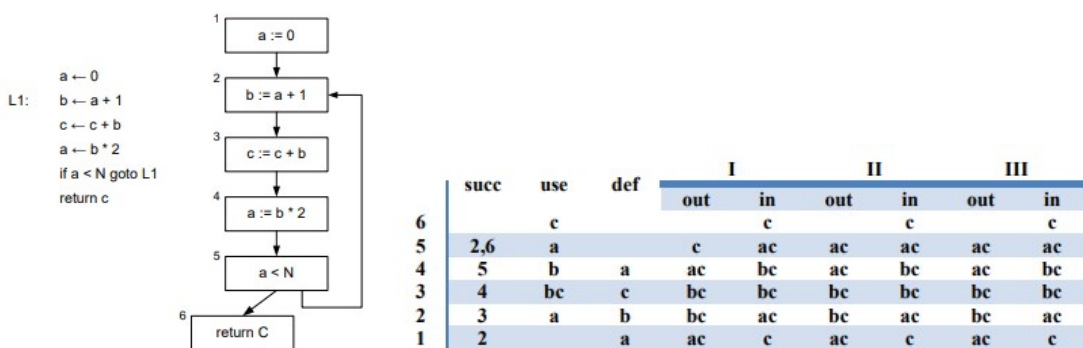 a ← 0
L1: b ← a + 1
c ← c + b
a ← b * 2
if a < N goto L1
return c
1
a := 0
2
b := a + 1
3
c := c + b
4
a := b * 2
5
a < N
6
return C
I II III
succ use def out in out in out in
6 c c c c
5 2,6 a c ac ac ac ac ac
4 5 b a ac bc ac bc ac bc
3 4 bc c bc bc bc bc bc bc
2 3 a b bc ac bc ac bc ac
1 2 a ac c ac c ac c